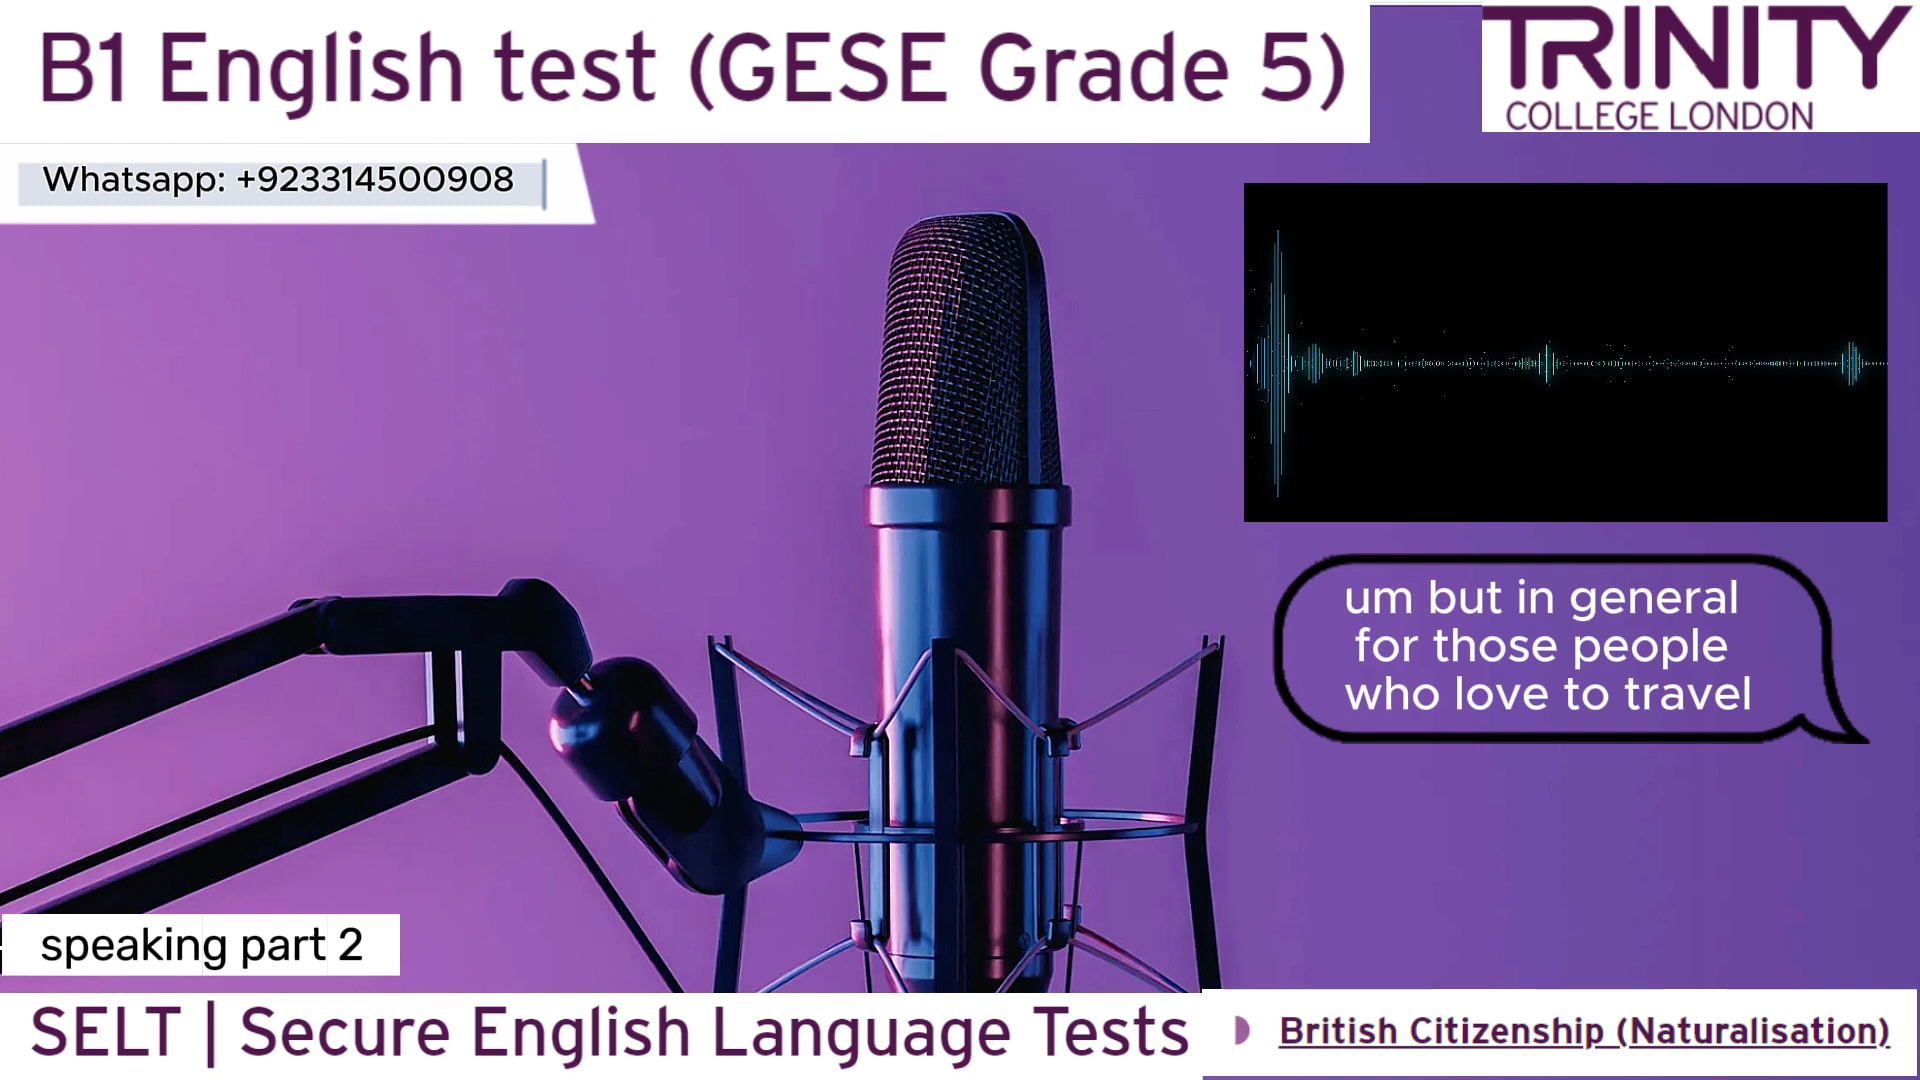 B1 English test (GESE Grade 5)
TRINITY
COLLEGE LONDON
Whatsapp: +923314500908
um but in general
for those people
who love to travel
speaking part 2
SELT | Secure English Language Tests
British Citizenship (Naturalisation)